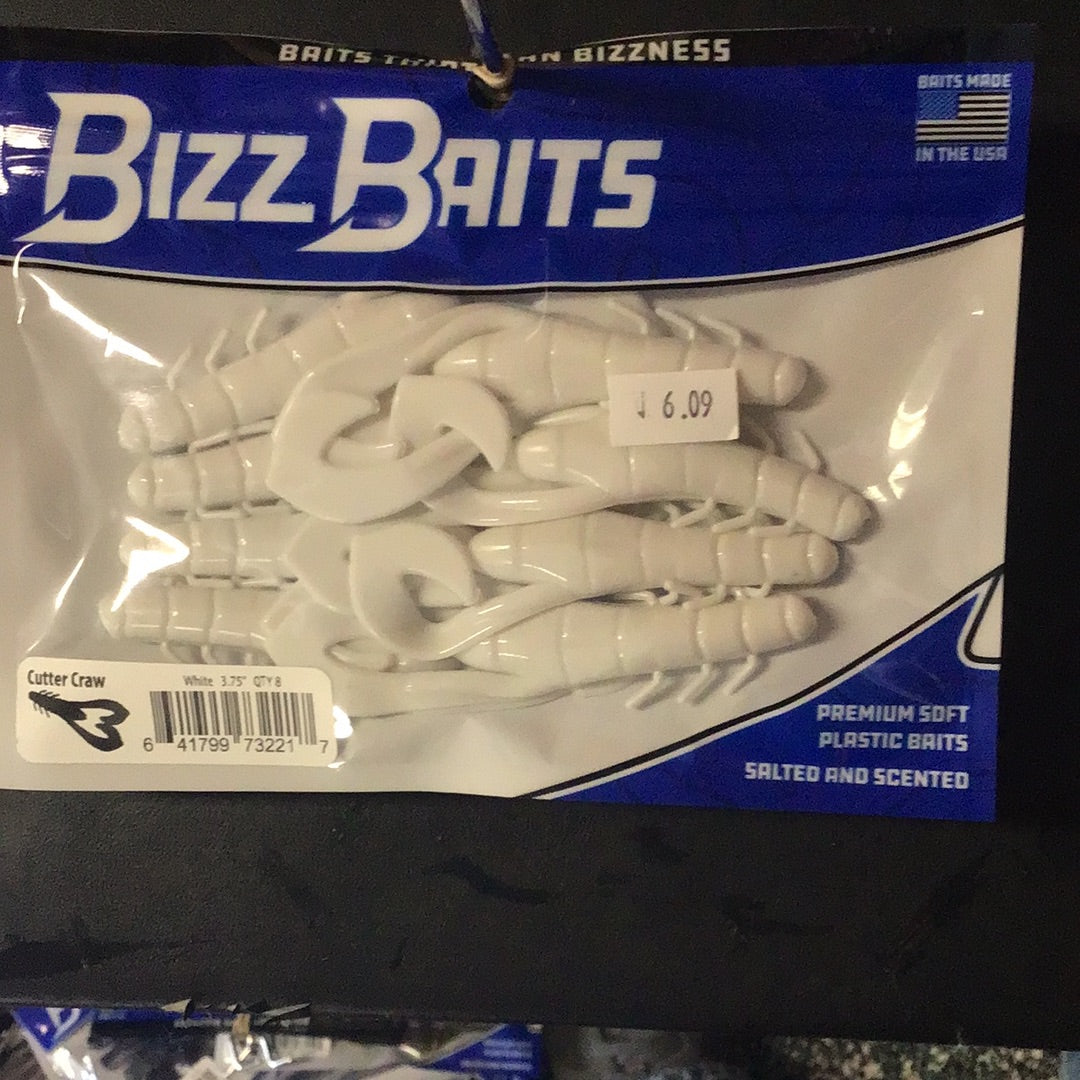 BAITS AN BIZZNESS
BAITS MADE
IN THE USA
BIZZ BAITS
6.09
Cutter Craw
White 3.75" QTY 8
6 41799 73221 7
PREMIUM SOFT
PLASTIC BAITS
SALTED AND SCENTED